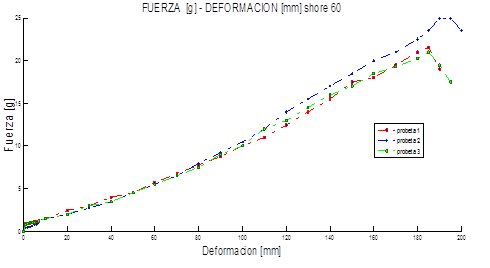 FUERZA [g] - DEFORMACION [mm] shore 60
Fuerza [g]
25
20
15
10
5
0
probeta 1
probeta 2
probeta 3
0 20 40 60 80 100 120 140 160 180 200
Deformacion [mm]